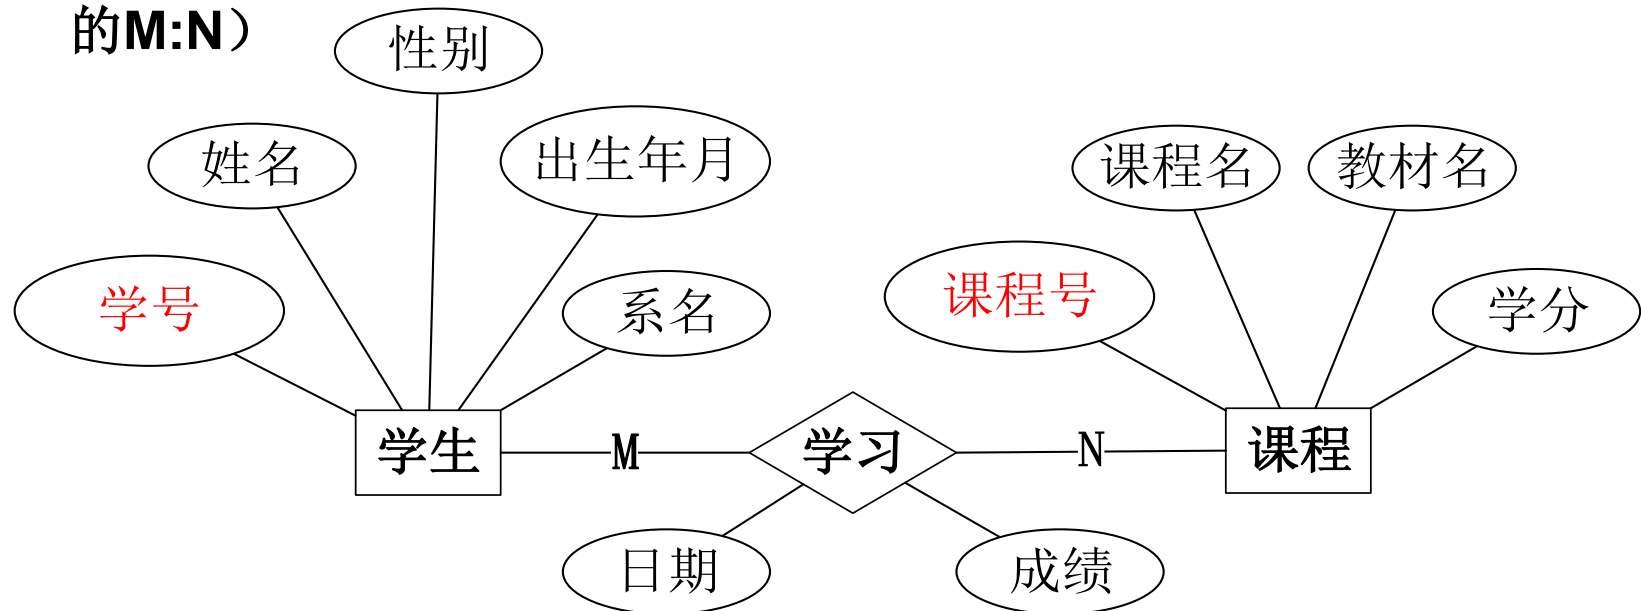 的M:N）
性别
姓名
出生年月
课程名
教材名
学号
系名
课程号
学分
学生
M
学习
N
课程
日期
成绩